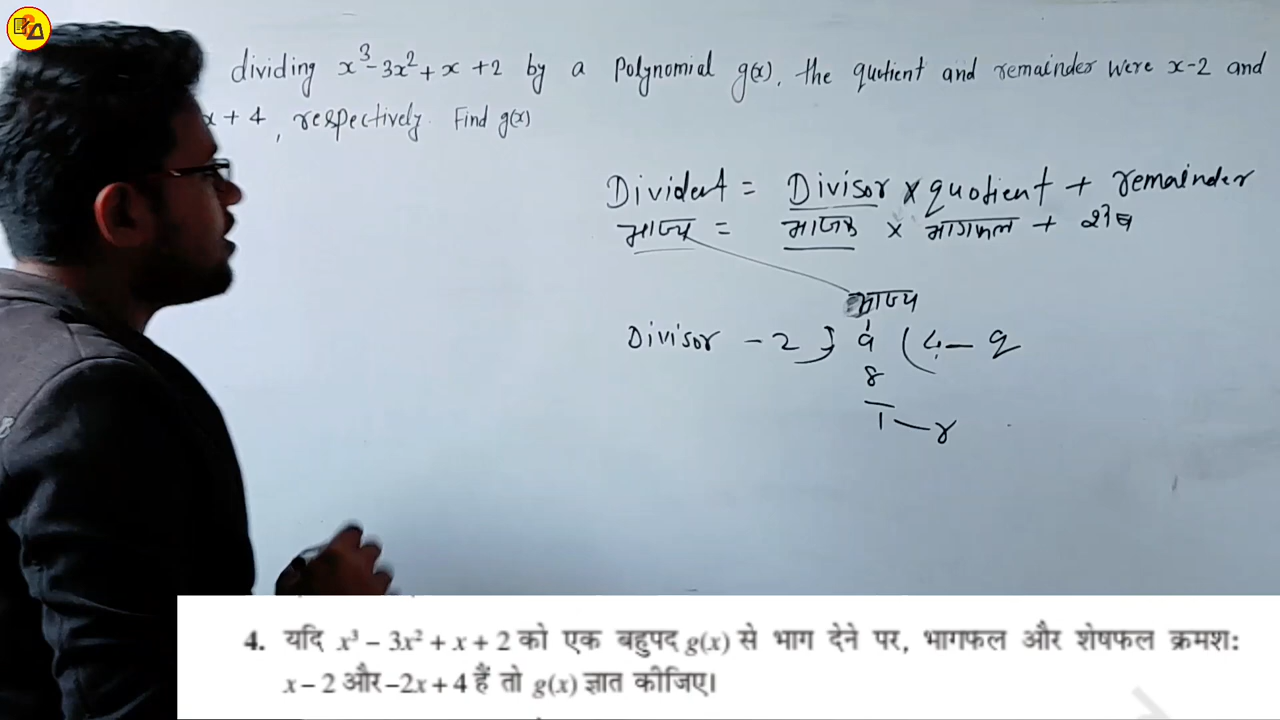 dividing x³-3x²+x+2 by a Polynomial g(x), the quotient and remainder were x-2 and
x+4, respectively. Find g(x)
Divident = Divisor × quotient + remainder
भाज्य = भाजक × भागफल + शेष
भाज्य
Divisor - 2 ) 9 ( 4 - q
8
1 - r
4. यदि x³ – 3x² + x + 2 को एक बहुपद g(x) से भाग देने पर, भागफल और शेषफल क्रमश:
x – 2 और –2x + 4 हैं तो g(x) ज्ञात कीजिए।